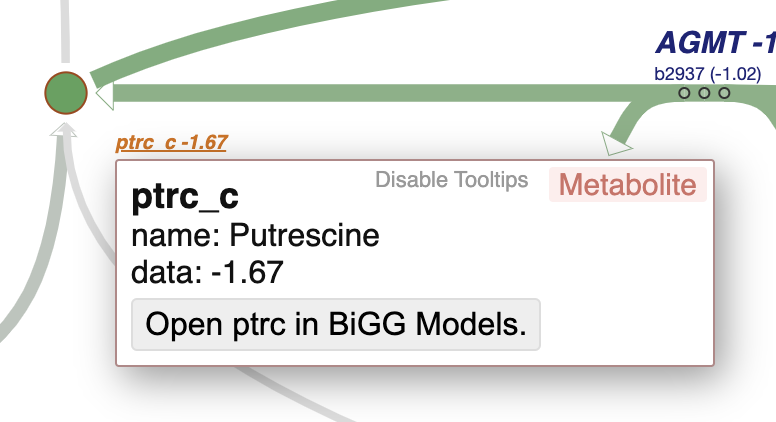 AGMT -1
b2937 (-1.02)
ptrc_c -1.67
Disable Tooltips
Metabolite
ptrc_c
name: Putrescine
data: -1.67
Open ptrc in BiGG Models.